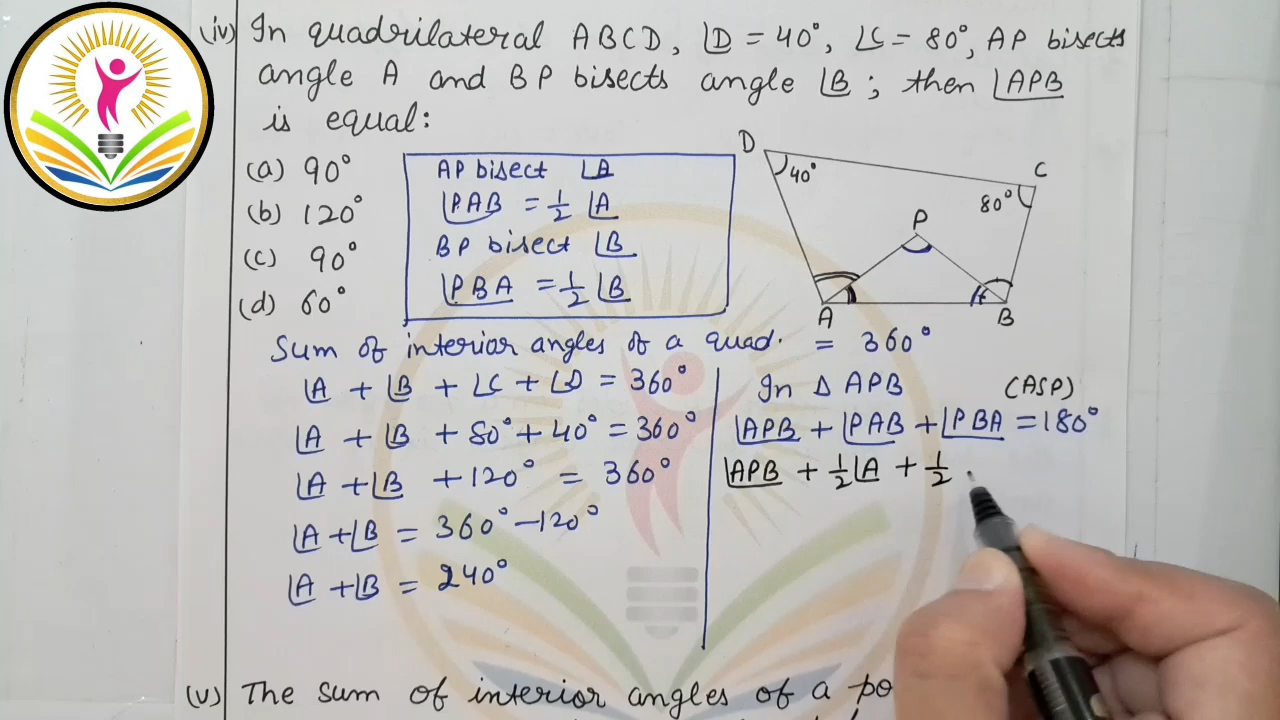 (iv) In quadrilateral ABCD, ∠D = 40°, ∠C = 80°, AP bisects
angle A and BP bisects angle ∠B ; then ∠APB
is equal:
(a) 90°
(b) 120°
(c) 90°
(d) 60°
AP bisect ∠A
∠PAB = 1/2 ∠A
BP bisect ∠B
∠PBA = 1/2 ∠B
D
40°
C
80°
P
A
B
Sum of interior angles of a quad. = 360°
∠A + ∠B + ∠C + ∠D = 360°
∠A + ∠B + 80° + 40° = 360°
∠A + ∠B + 120° = 360°
∠A + ∠B = 360° - 120°
∠A + ∠B = 240°
In Δ APB (ASP)
∠APB + ∠PAB + ∠PBA = 180°
∠APB + 1/2 ∠A + 1/2
(v) The sum of interior angles of a po